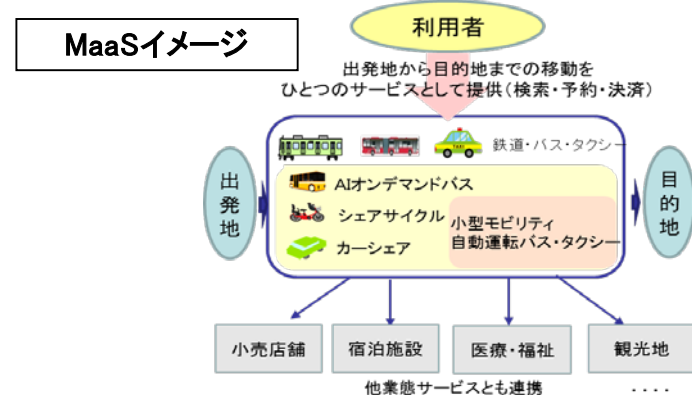 MaaSイメージ
利用者
出発地から目的地までの移動を
ひとつのサービスとして提供（検索・予約・決済）
鉄道・バス・タクシー
TAXI
出発地
AIオンデマンドバス
シェアサイクル
カーシェア
小型モビリティ
自動運転バス・タクシー
目的地
小売店舗
宿泊施設
医療・福祉
観光地
他業態サービスとも連携
････